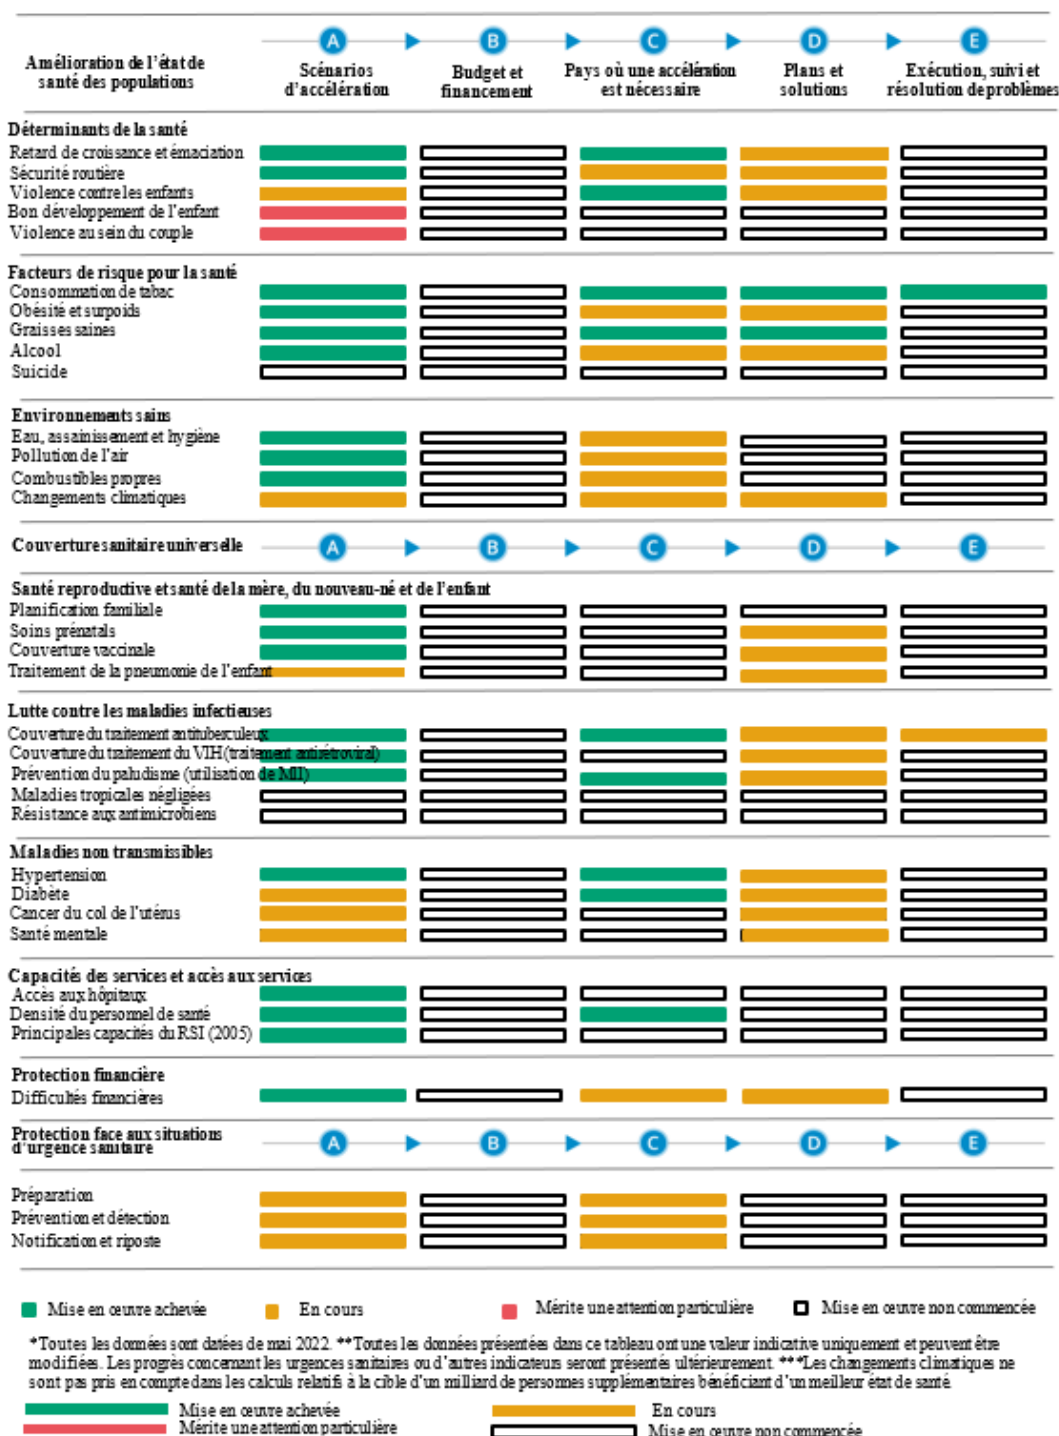 Amélioration de l'état de
santé des populations
A
B
C
D
E
Scénarios
d'accélération
Budget et
financement
Pays où une accélération
est nécessaire
Plans et
solutions
Exécution, suivi et
résolution de problèmes
Déterminants de la santé
Retard de croissance et émaciation
Sécurité routière
Violence contre les enfants
Bon développement de l'enfant
Violence au sein du couple
Facteurs de risque pour la santé
Consommation de tabac
Obésité et surpoids
Graisses saines
Alcool
Suicide
Environnements sains
Eau, assainissement et hygiène
Pollution de l'air
Combustibles propres
Changements climatiques
Couverture sanitaire universelle
A
B
C
D
E
Santé reproductive et santé de la mère, du nouveau-né et de l'enfant
Planification familiale
Soins prénatals
Couverture vaccinale
Traitement de la pneumonie de l'enfant
Lutte contre les maladies infectieuses
Couverture du traitement antituberculeux
Couverture du traitement du VIH (traitement antirétroviral)
Prévention du paludisme (utilisation de MII)
Maladies tropicales négligées
Résistance aux antimicrobiens
Maladies non transmissibles
Hypertension
Diabète
Cancer du col de l'utérus
Santé mentale
Capacités des services et accès aux services
Accès aux hôpitaux
Densité du personnel de santé
Principales capacités du RSI (2005)
Protection financière
Difficultés financières
Protection face aux situations
d'urgence sanitaire
A
B
C
D
E
Préparation
Prévention et détection
Notification et riposte
Mise en œuvre achevée
En cours
Mérite une attention particulière
Mise en œuvre non commencée
*Toutes les données sont datées de mai 2022. **Toutes les données présentées dans ce tableau ont une valeur indicative uniquement et peuvent être
modifiées. Les progrès concernant les urgences sanitaires ou d'autres indicateurs seront présentés ultérieurement. ***Les changements climatiques ne
sont pas pris en compte dans les calculs relatifs à la cible d'un milliard de personnes supplémentaires bénéficiant d'un meilleur état de santé
Mise en œuvre achevée
En cours
Mérite une attention particulière
Mise en œuvre non commencée